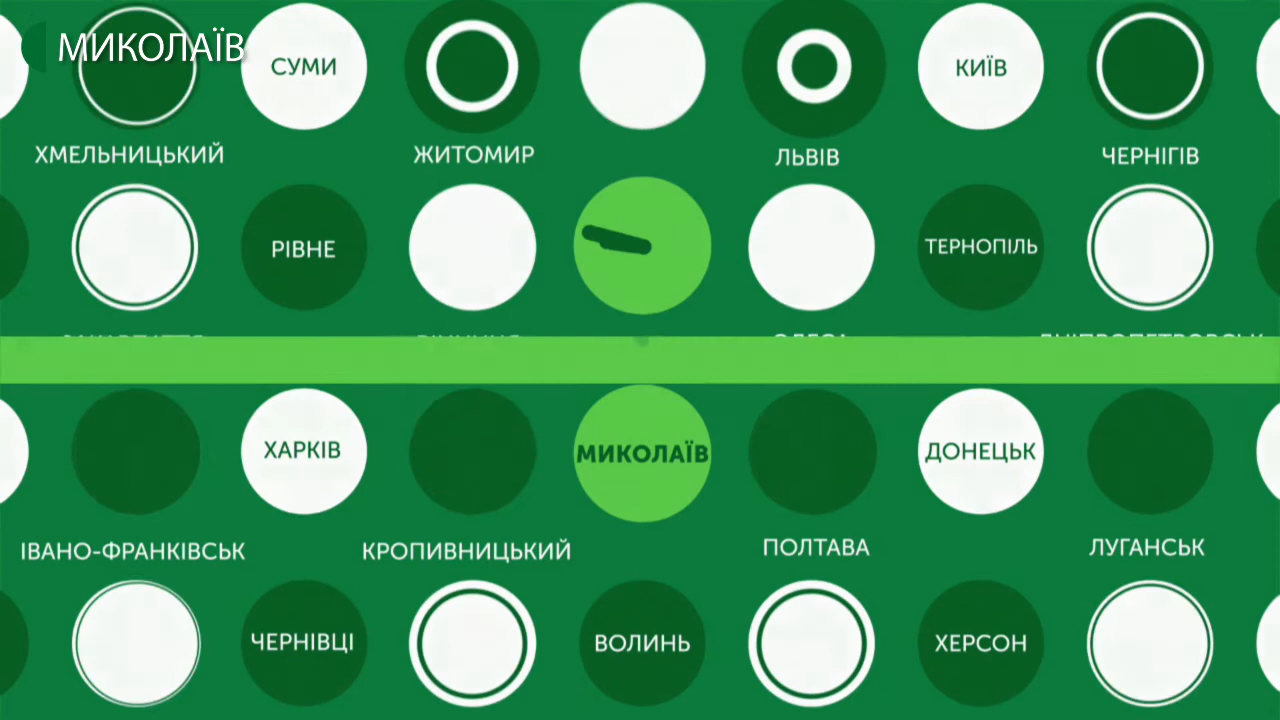 МИКОЛАЇВ
СУМИ
КИЇВ
ХМЕЛЬНИЦЬКИЙ
ЖИТОМИР
ЛЬВІВ
ЧЕРНІГІВ
РІВНЕ
ТЕРНОПІЛЬ
ХАРКІВ
МИКОЛАЇВ
ДОНЕЦЬК
ІВАНО-ФРАНКІВСЬК
КРОПИВНИЦЬКИЙ
ПОЛТАВА
ЛУГАНСЬК
ЧЕРНІВЦІ
ВОЛИНЬ
ХЕРСОН